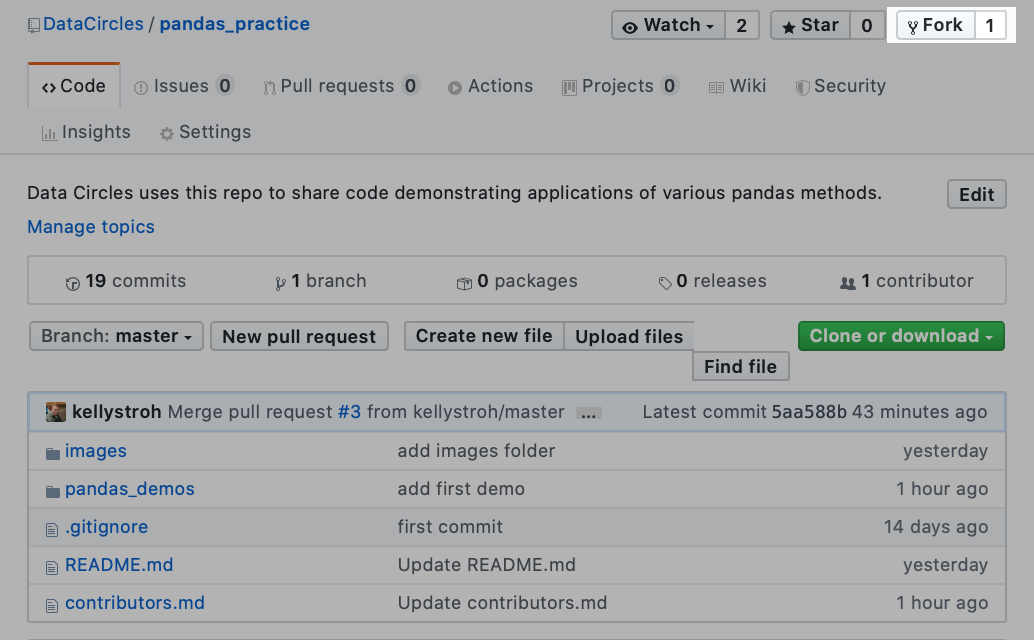 DataCircles / pandas_practice Watch 2 Star 0 Fork 1
Code Issues 0 Pull requests 0 Actions Projects 0 Wiki Security
Insights Settings
Data Circles uses this repo to share code demonstrating applications of various pandas methods. Edit
Manage topics
19 commits 1 branch 0 packages 0 releases 1 contributor
Branch: master New pull request Create new file Upload files Clone or download
Find file
kellystroh Merge pull request #3 from kellystroh/master ... Latest commit 5aa588b 43 minutes ago
images add images folder yesterday
pandas_demos add first demo 1 hour ago
.gitignore first commit 14 days ago
README.md Update README.md yesterday
contributors.md Update contributors.md 1 hour ago